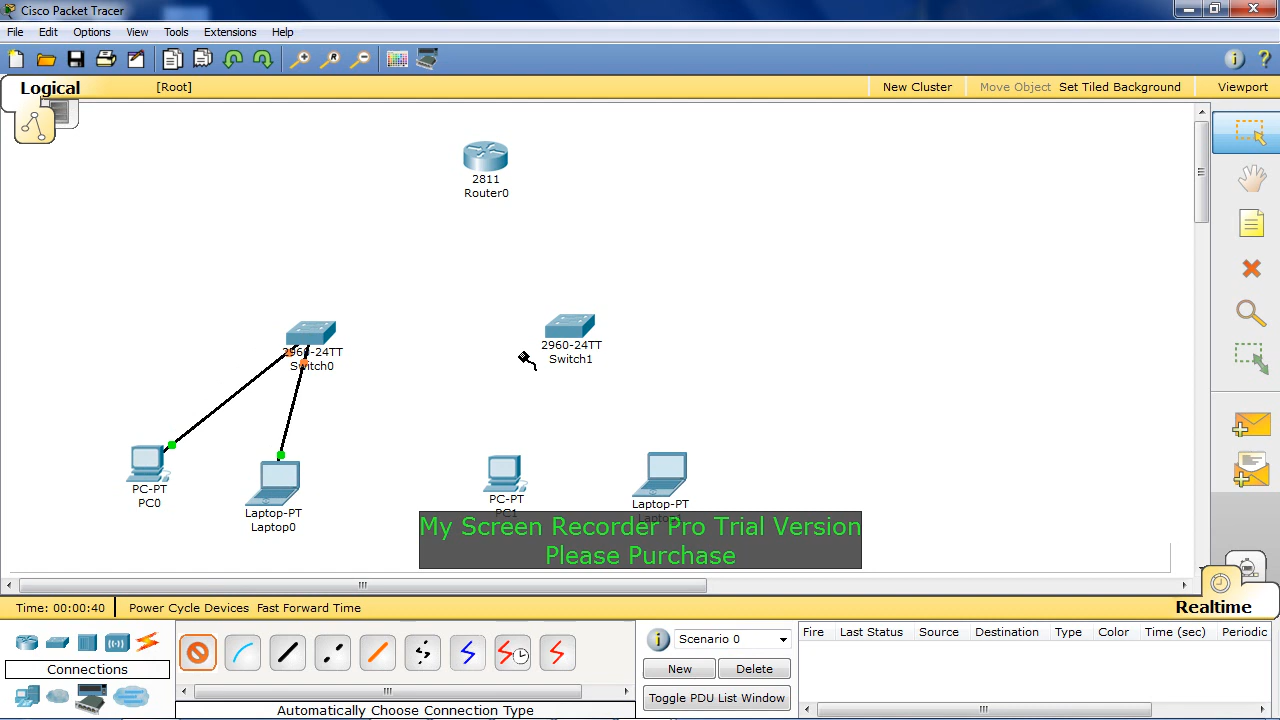 Cisco Packet Tracer
File Edit Options View Tools Extensions Help
Logical [Root] New Cluster Move Object Set Tiled Background Viewport
2811
Router0
2960-24TT
Switch0
2960-24TT
Switch1
PC-PT
PC0
Laptop-PT
Laptop0
PC-PT
PC1
Laptop-PT
My Screen Recorder Pro Trial Version
Please Purchase
Time: 00:00:40 Power Cycle Devices Fast Forward Time Realtime
Connections
Automatically Choose Connection Type
Scenario 0
New Delete
Toggle PDU List Window
Fire Last Status Source Destination Type Color Time (sec) Periodic